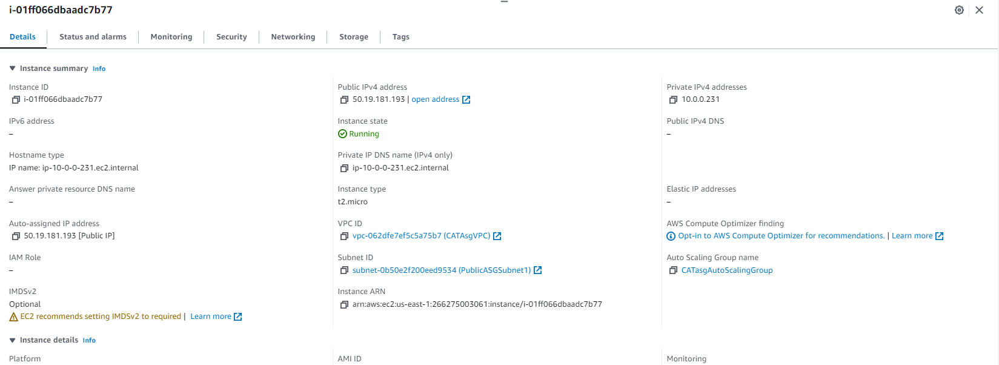 i-01ff066dbaadc7b77
Details
Status and alarms
Monitoring
Security
Networking
Storage
Tags
Instance summary Info
Instance ID
i-01ff066dbaadc7b77
Public IPv4 address
50.19.181.193 | open address
Private IPv4 addresses
10.0.0.231
IPv6 address
–
Instance state
Running
Public IPv4 DNS
–
Hostname type
IP name: ip-10-0-0-231.ec2.internal
Private IP DNS name (IPv4 only)
ip-10-0-0-231.ec2.internal
Answer private resource DNS name
–
Instance type
t2.micro
Elastic IP addresses
–
Auto-assigned IP address
50.19.181.193 [Public IP]
VPC ID
vpc-062dfe7ef5c5a75b7 (CATAsgVPC)
AWS Compute Optimizer finding
Opt-in to AWS Compute Optimizer for recommendations. | Learn more
IAM Role
–
Subnet ID
subnet-0b50e2f200eed9534 (PublicASGSubnet1)
Auto Scaling Group name
CATasgAutoScalingGroup
IMDSv2
Optional
EC2 recommends setting IMDSv2 to required | Learn more
Instance ARN
arn:aws:ec2:us-east-1:266275003061:instance/i-01ff066dbaadc7b77
Instance details Info
Platform
AMI ID
Monitoring